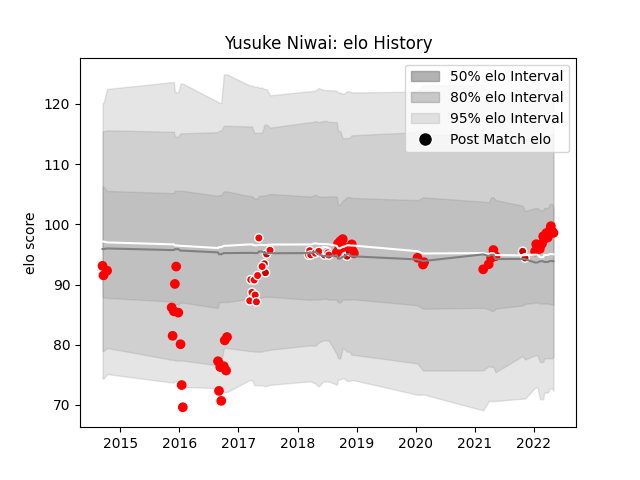 Yusuke Niwai: elo History
50% elo Interval
80% elo Interval
95% elo Interval
Post Match elo
elo score
120
110
100
90
80
70
2015 2016 2017 2018 2019 2020 2021 2022